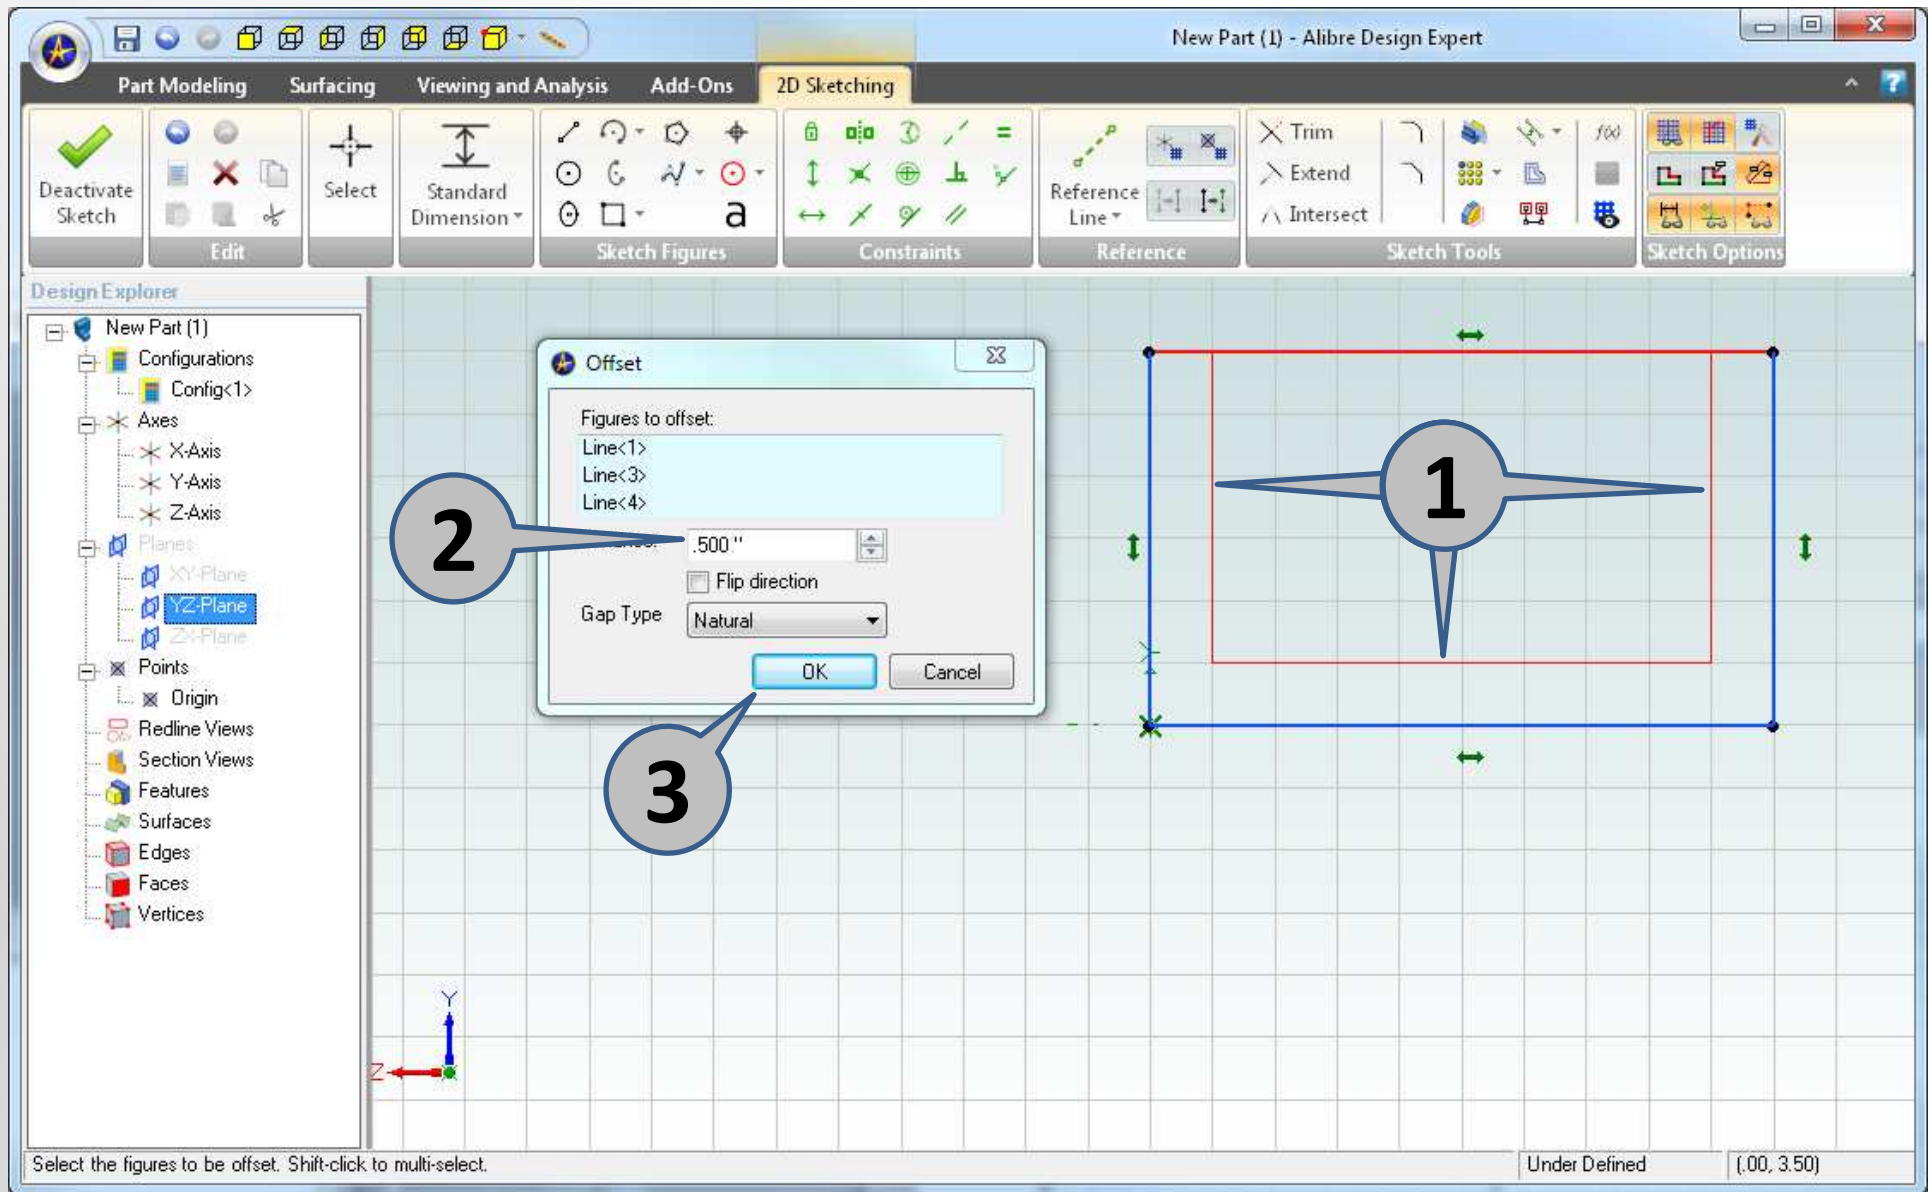 New Part (1) - Alibre Design Expert
Part Modeling Surfacing Viewing and Analysis Add-Ons 2D Sketching
Deactivate Sketch
Edit
Select
Standard Dimension
a
Sketch Figures
Constraints
Reference Line
Reference
Trim
Extend
Intersect
f(x)
Sketch Tools
Sketch Options
Design Explorer
New Part (1)
Configurations
Config<1>
Axes
X-Axis
Y-Axis
Z-Axis
Planes
XY-Plane
YZ-Plane
ZX-Plane
Points
Origin
Redline Views
Section Views
Features
Surfaces
Edges
Faces
Vertices
Offset
Figures to offset:
Line<1>
Line<3>
Line<4>
.500"
Flip direction
Gap Type Natural
OK Cancel
1
2
3
Y
Z
Select the figures to be offset. Shift-click to multi-select.
Under Defined
(.00, 3.50)